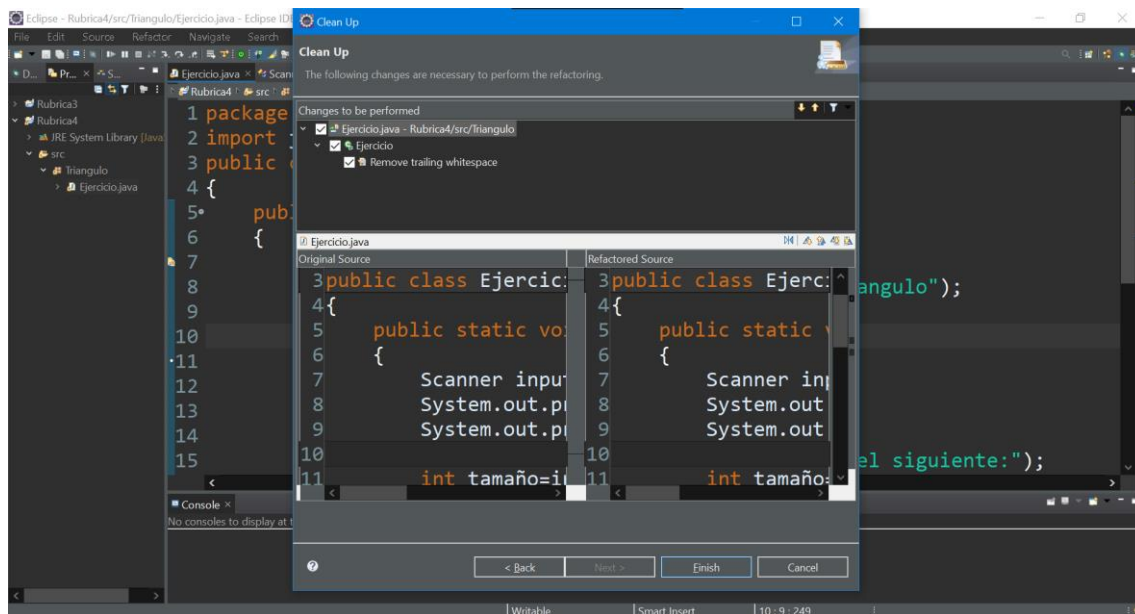 Eclipse - Rubrica4/src/Triangulo/Ejercicio.java - Eclipse IDE
Clean Up
File Edit Source Refactor Navigate Search
Clean Up
The following changes are necessary to perform the refactoring.
D... Pr... S...
Ejercicio.java
Rubrica4 src
Rubrica3
Rubrica4
JRE System Library [Java
src
Triangulo
Ejercicio.java
1 package
2 import
3 public
4 {
5 pub
6 {
7
8 angulo");
9
10
11
12
13
14
15 el siguiente:");
Changes to be performed
Ejercicio.java - Rubrica4/src/Triangulo
Ejercicio
Remove trailing whitespace
Ejercicio.java
Original Source
3 public class Ejercic
4 {
5 public static vo
6 {
7 Scanner input
8 System.out.p
9 System.out.p
10
11 int tamaño=i
Refactored Source
3 public class Ejerc
4 {
5 public static
6 {
7 Scanner in
8 System.out
9 System.out
10
11 int tamaño=
Console
No consoles to display at t
< Back Next > Finish Cancel
Writable Smart Insert 10 : 9 : 249